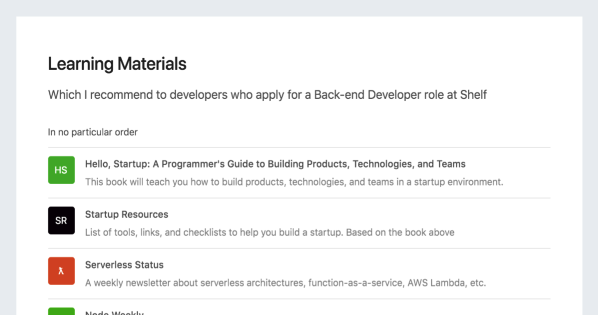 Learning Materials
Which I recommend to developers who apply for a Back-end Developer role at Shelf
In no particular order
HS
Hello, Startup: A Programmer's Guide to Building Products, Technologies, and Teams
This book will teach you how to build products, technologies, and teams in a startup environment.
SR
Startup Resources
List of tools, links, and checklists to help you build a startup. Based on the book above
λ
Serverless Status
A weekly newsletter about serverless architectures, function-as-a-service, AWS Lambda, etc.
Node Weekly